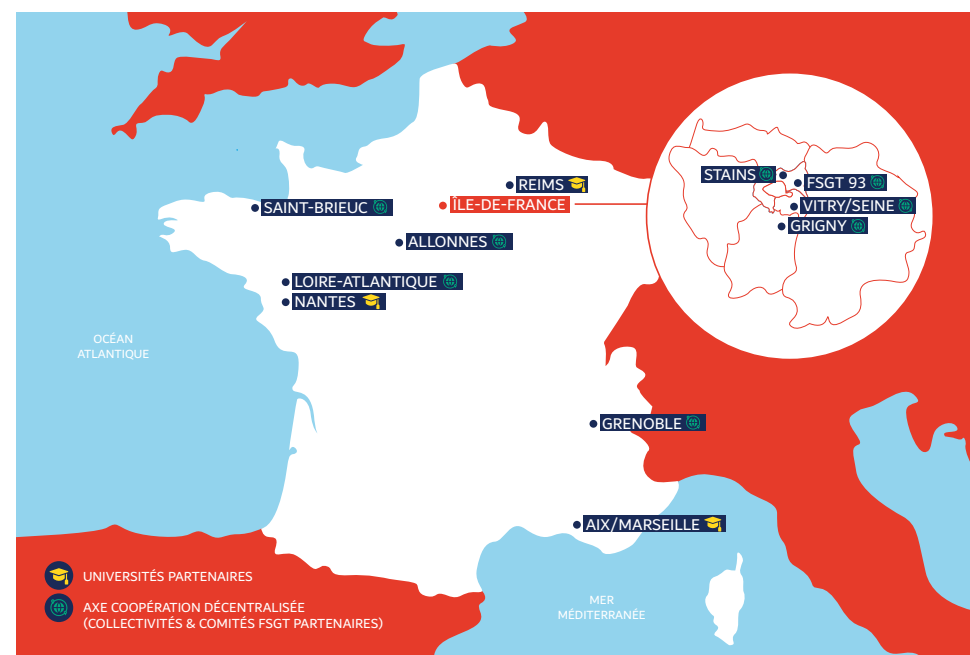 REIMS
ÎLE-DE-FRANCE
SAINT-BRIEUC
ALLONNES
LOIRE-ATLANTIQUE
NANTES
STAINS
FSGT 93
VITRY/SEINE
GRIGNY
OCÉAN
ATLANTIQUE
GRENOBLE
AIX/MARSEILLE
MER
MÉDITERRANÉE
UNIVERSITÉS PARTENAIRES
AXE COOPÉRATION DÉCENTRALISÉE
(COLLECTIVITÉS & COMITÉS FSGT PARTENAIRES)